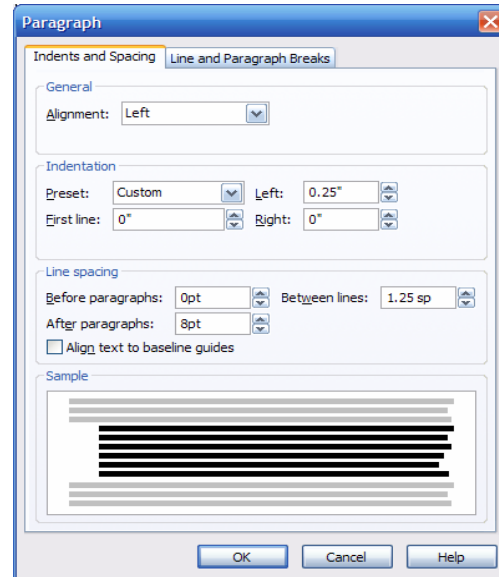 Paragraph
Indents and Spacing Line and Paragraph Breaks
General
Alignment: Left
Indentation
Preset: Custom Left: 0.25"
First line: 0" Right: 0"
Line spacing
Before paragraphs: 0pt Between lines: 1.25 sp
After paragraphs: 8pt
Align text to baseline guides
Sample
OK Cancel Help